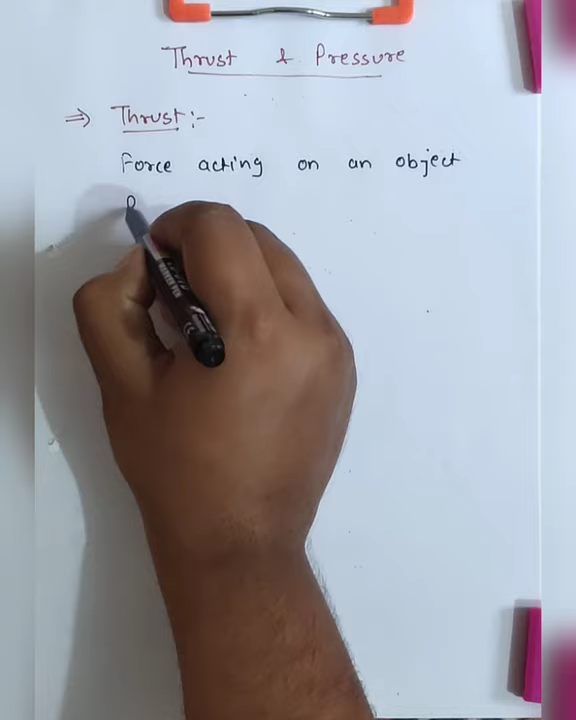 Thrust & Pressure
⇒ Thrust :-
Force acting on an object